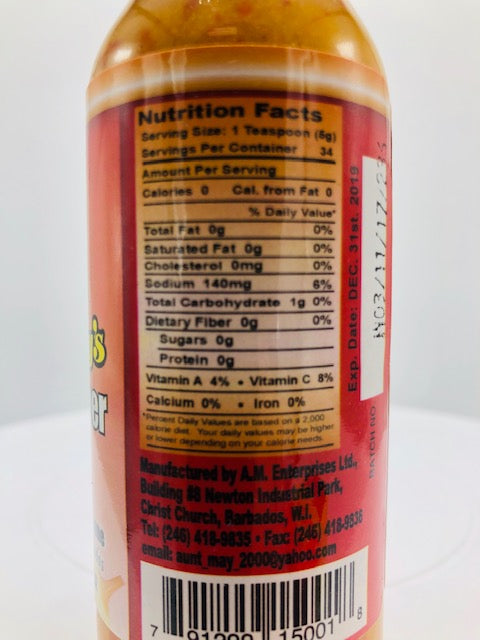 Nutrition Facts
Serving Size: 1 Teaspoon (5g)
Servings Per Container 34
Amount Per Serving
Calories 0 Cal. from Fat 0
% Daily Value*
Total Fat 0g 0%
Saturated Fat 0g 0%
Cholesterol 0mg 0%
Sodium 140mg 6%
Total Carbohydrate 1g 0%
Dietary Fiber 0g 0%
Sugars 0g
Protein 0g
Vitamin A 4% • Vitamin C 8%
Calcium 0% • Iron 0%
*Percent Daily Values are based on a 2,000
calorie diet. Your daily values may be higher
or lower depending on your calorie needs.
Manufactured by A.M. Enterprises Ltd.,
Building #8 Newton Industrial Park,
Christ Church, Barbados, W.I.
Tel: (246) 418-9835 • Fax: (246) 418-9836
email: aunt_may_2000@yahoo.com
7 15001 8
Exp. Date: DEC. 31st. 2019
BATCH NO